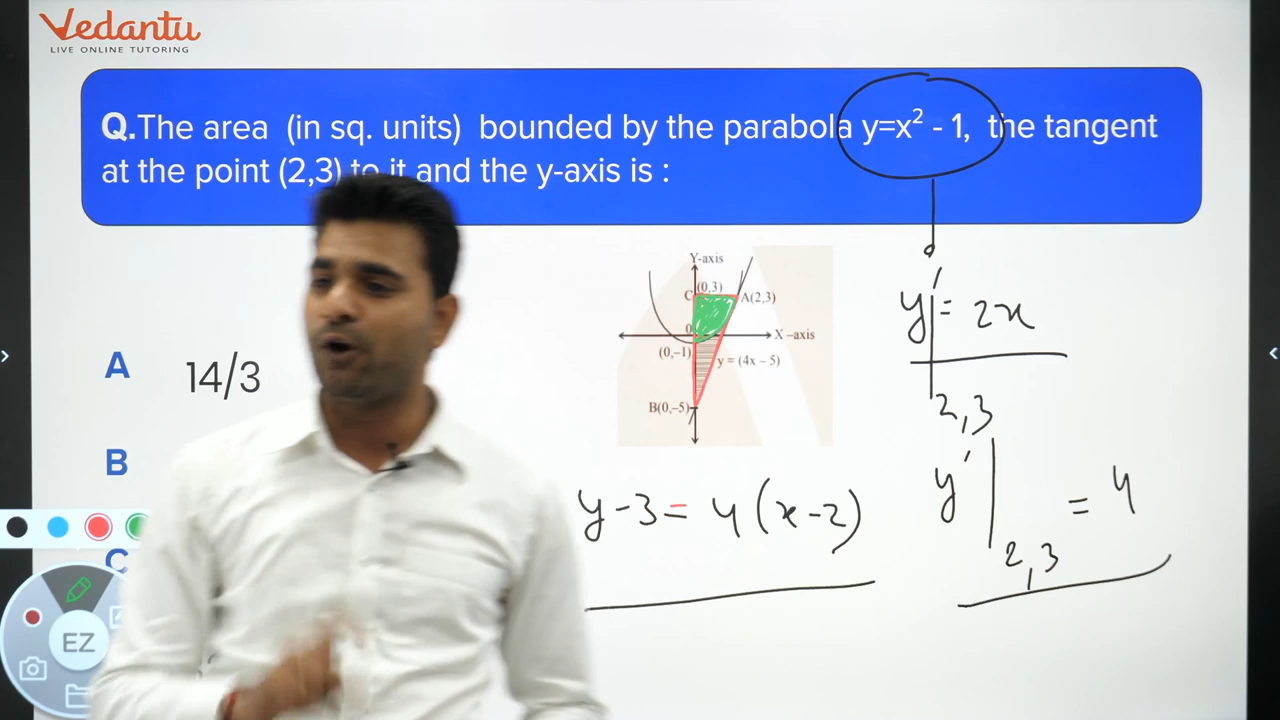 Vedantu
LIVE ONLINE TUTORING
Q.The area (in sq. units) bounded by the parabola y=x² - 1, the tangent
at the point (2,3) to it and the y-axis is :
Y-axis
C (0,3) A(2,3)
0
X -axis
(0,-1)
y = (4x - 5)
B(0,-5)
A 14/3
B
C
y' = 2x
2,3
y' | 2,3 = 4
y-3 = 4(x-2)
EZ